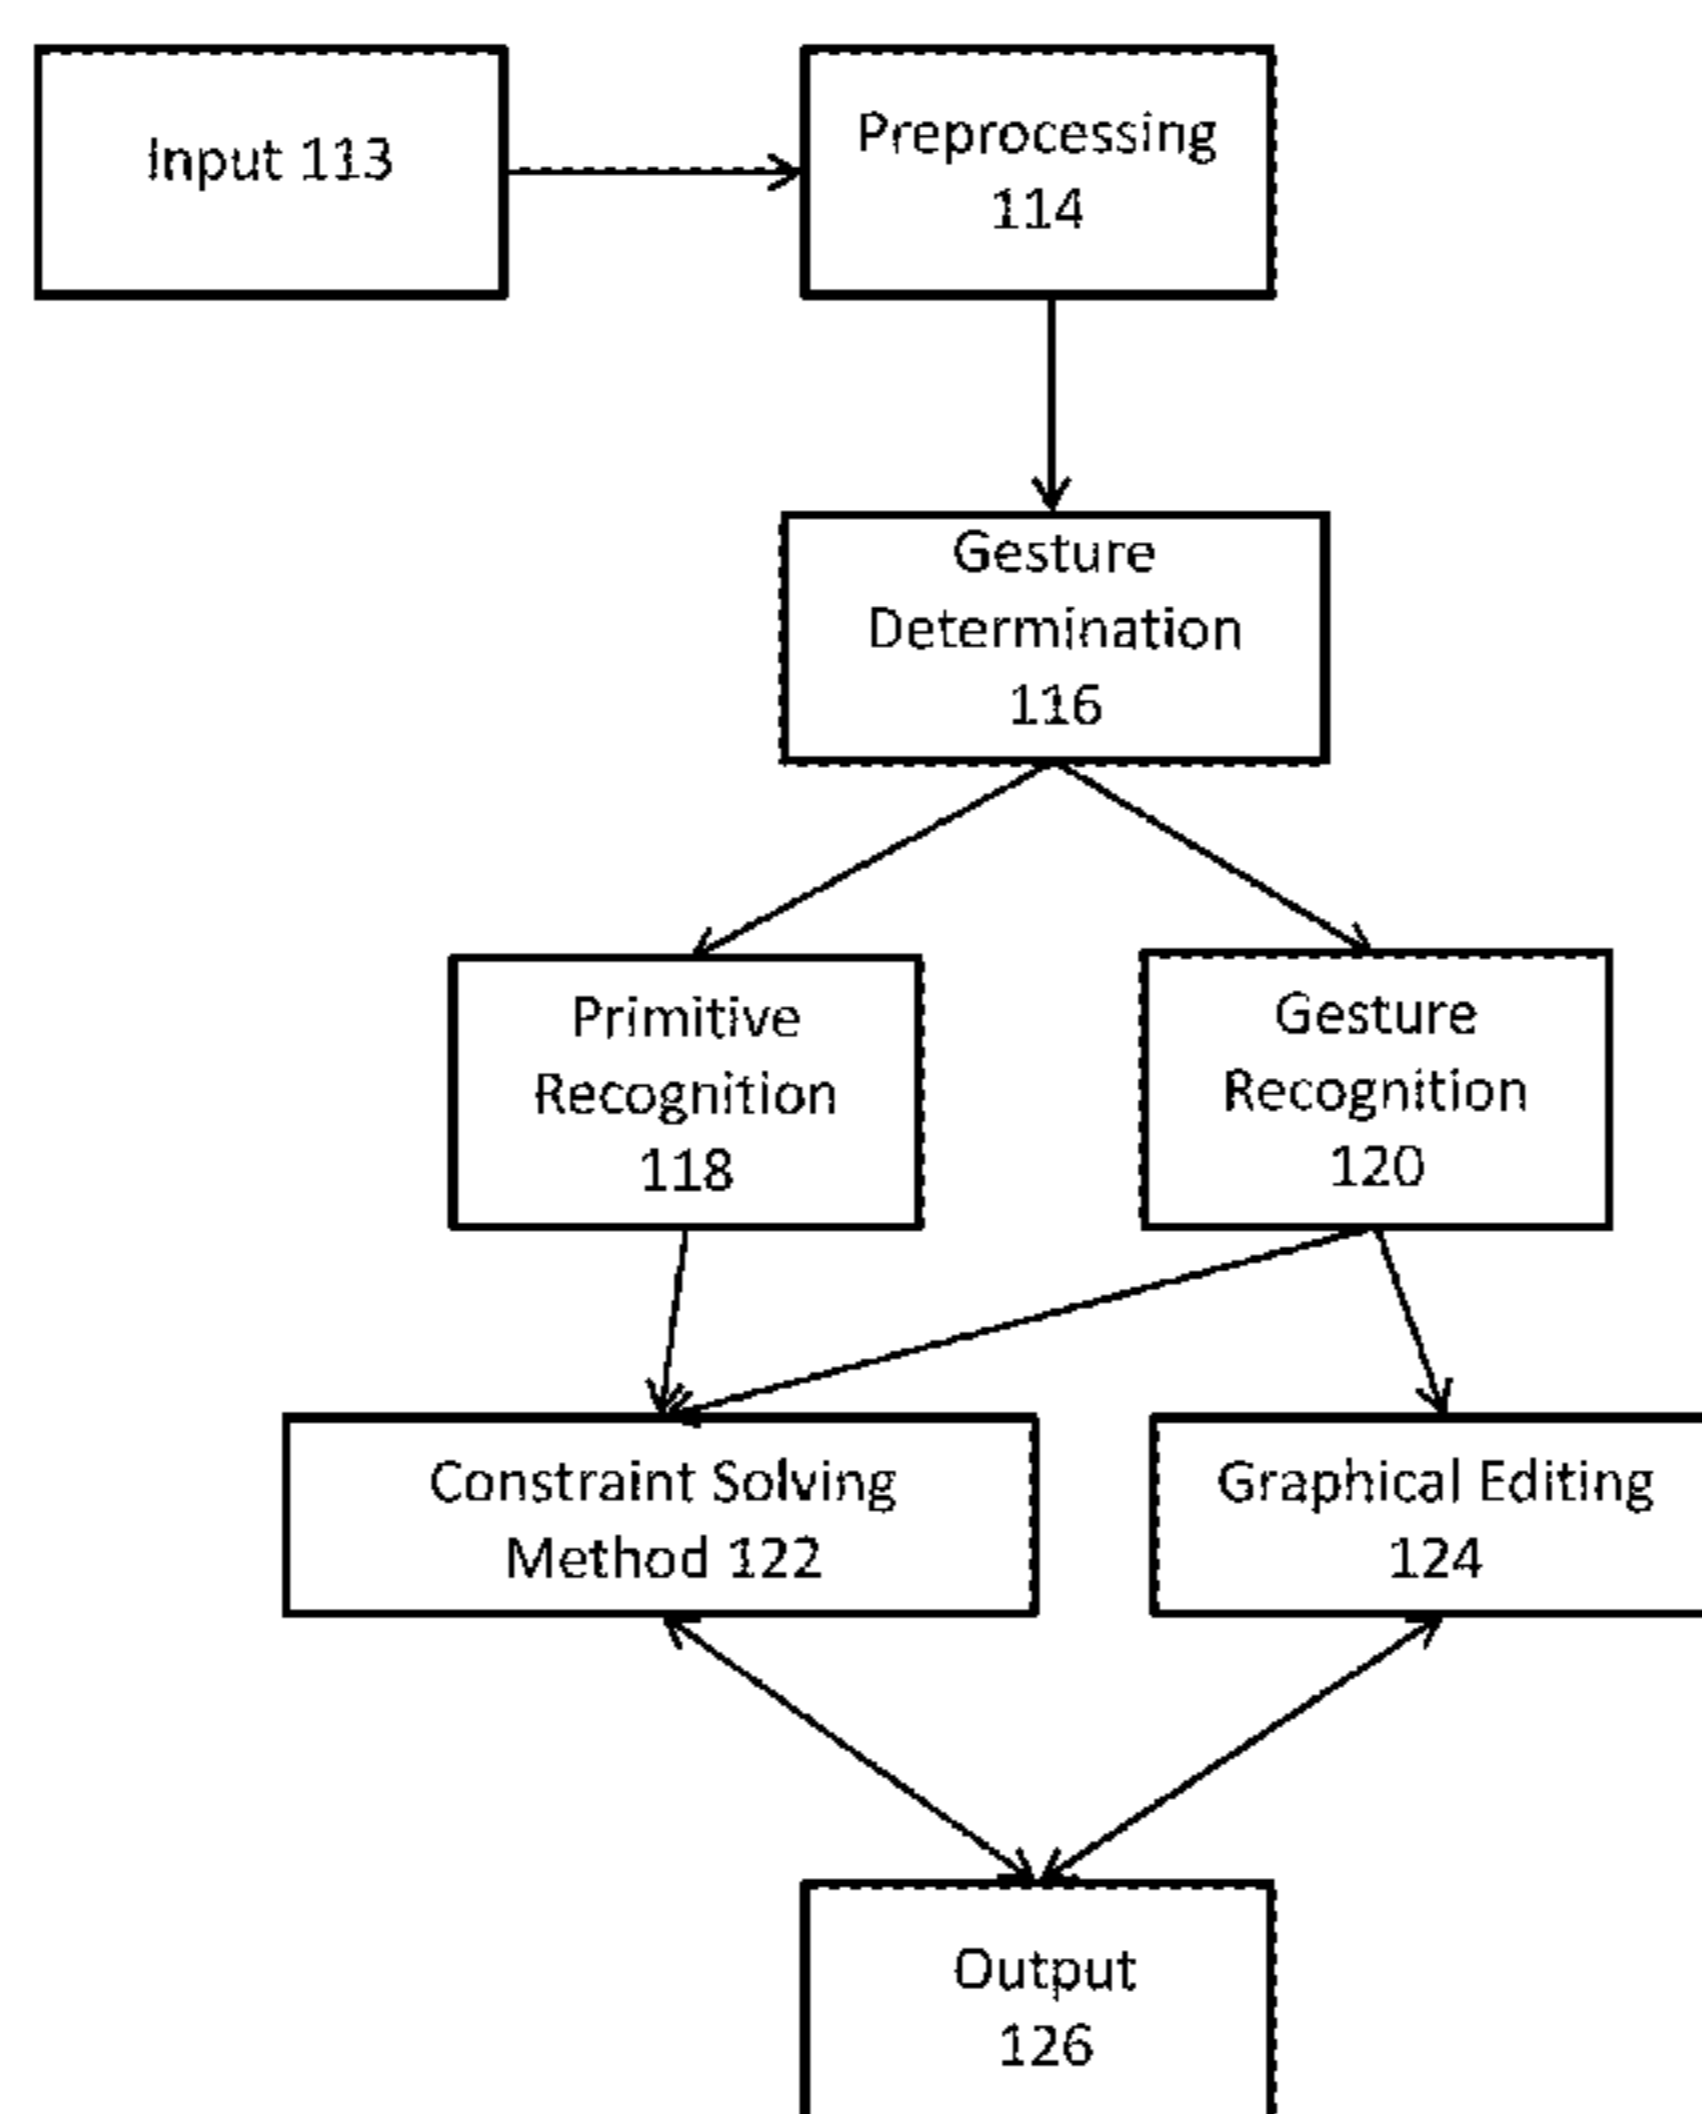 Input 113
Preprocessing
114
Gesture
Determination
116
Primitive
Recognition
118
Gesture
Recognition
120
Constraint Solving
Method 122
Graphical Editing
124
Output
126